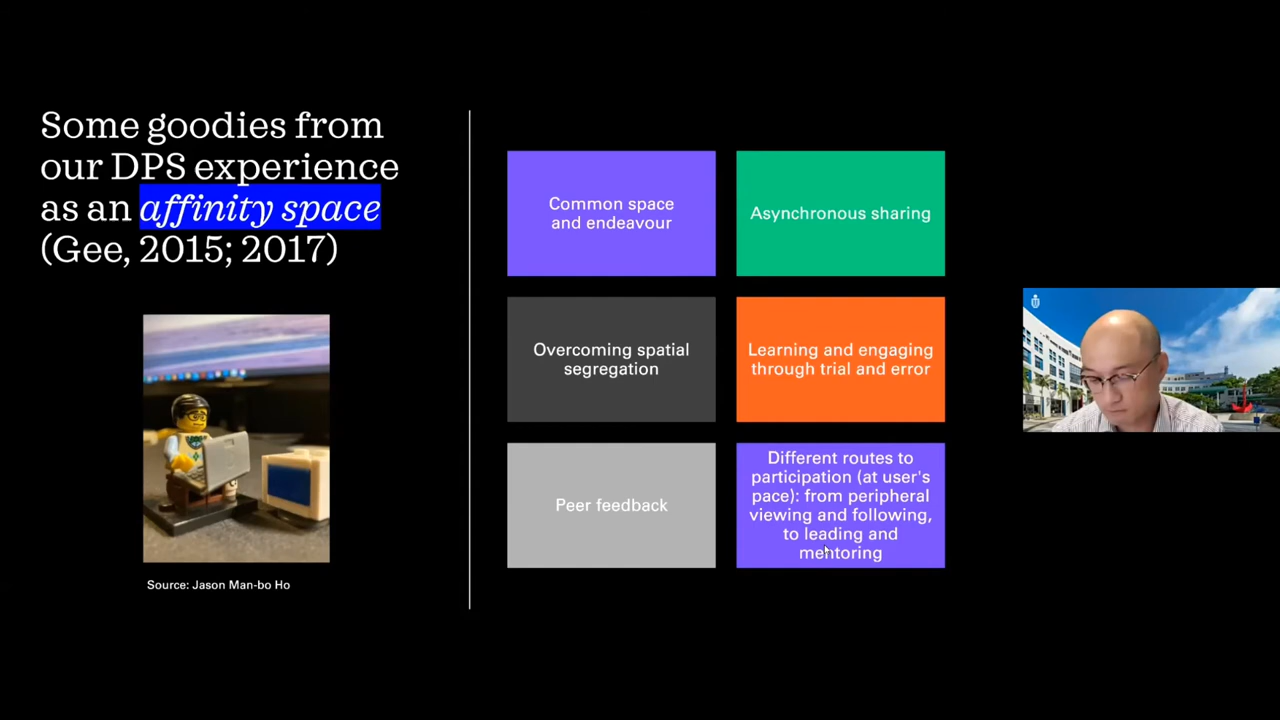 Some goodies from
our DPS experience
as an affinity space
(Gee, 2015; 2017)
Source: Jason Man-bo Ho
Common space
and endeavour
Asynchronous sharing
Overcoming spatial
segregation
Learning and engaging
through trial and error
Peer feedback
Different routes to
participation (at user's
pace): from peripheral
viewing and following,
to leading and
mentoring